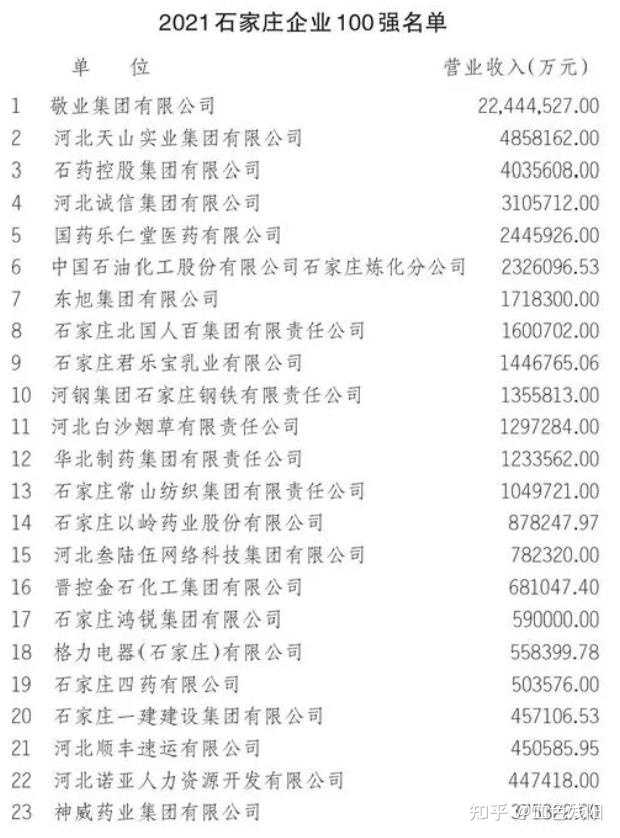 2021石家庄企业100强名单
单 位 营业收入(万元)
1 敬业集团有限公司 22,444,527.00
2 河北天山实业集团有限公司 4858162.00
3 石药控股集团有限公司 4035608.00
4 河北诚信集团有限公司 3105712.00
5 国药乐仁堂医药有限公司 2445926.00
6 中国石油化工股份有限公司石家庄炼化分公司 2326096.53
7 东旭集团有限公司 1718300.00
8 石家庄北国人百集团有限责任公司 1600702.00
9 石家庄君乐宝乳业有限公司 1446765.06
10 河钢集团石家庄钢铁有限责任公司 1355813.00
11 河北白沙烟草有限责任公司 1297284.00
12 华北制药集团有限责任公司 1233562.00
13 石家庄常山纺织集团有限责任公司 1049721.00
14 石家庄以岭药业股份有限公司 878247.97
15 河北叁陆伍网络科技集团有限公司 782320.00
16 晋控金石化工集团有限公司 681047.40
17 石家庄鸿锐集团有限公司 590000.00
18 格力电器(石家庄)有限公司 558399.78
19 石家庄四药有限公司 503576.00
20 石家庄一建建设集团有限公司 457106.53
21 河北顺丰速运有限公司 450585.95
22 河北诺亚人力资源开发有限公司 447418.00
23 神威药业集团有限公司
知乎